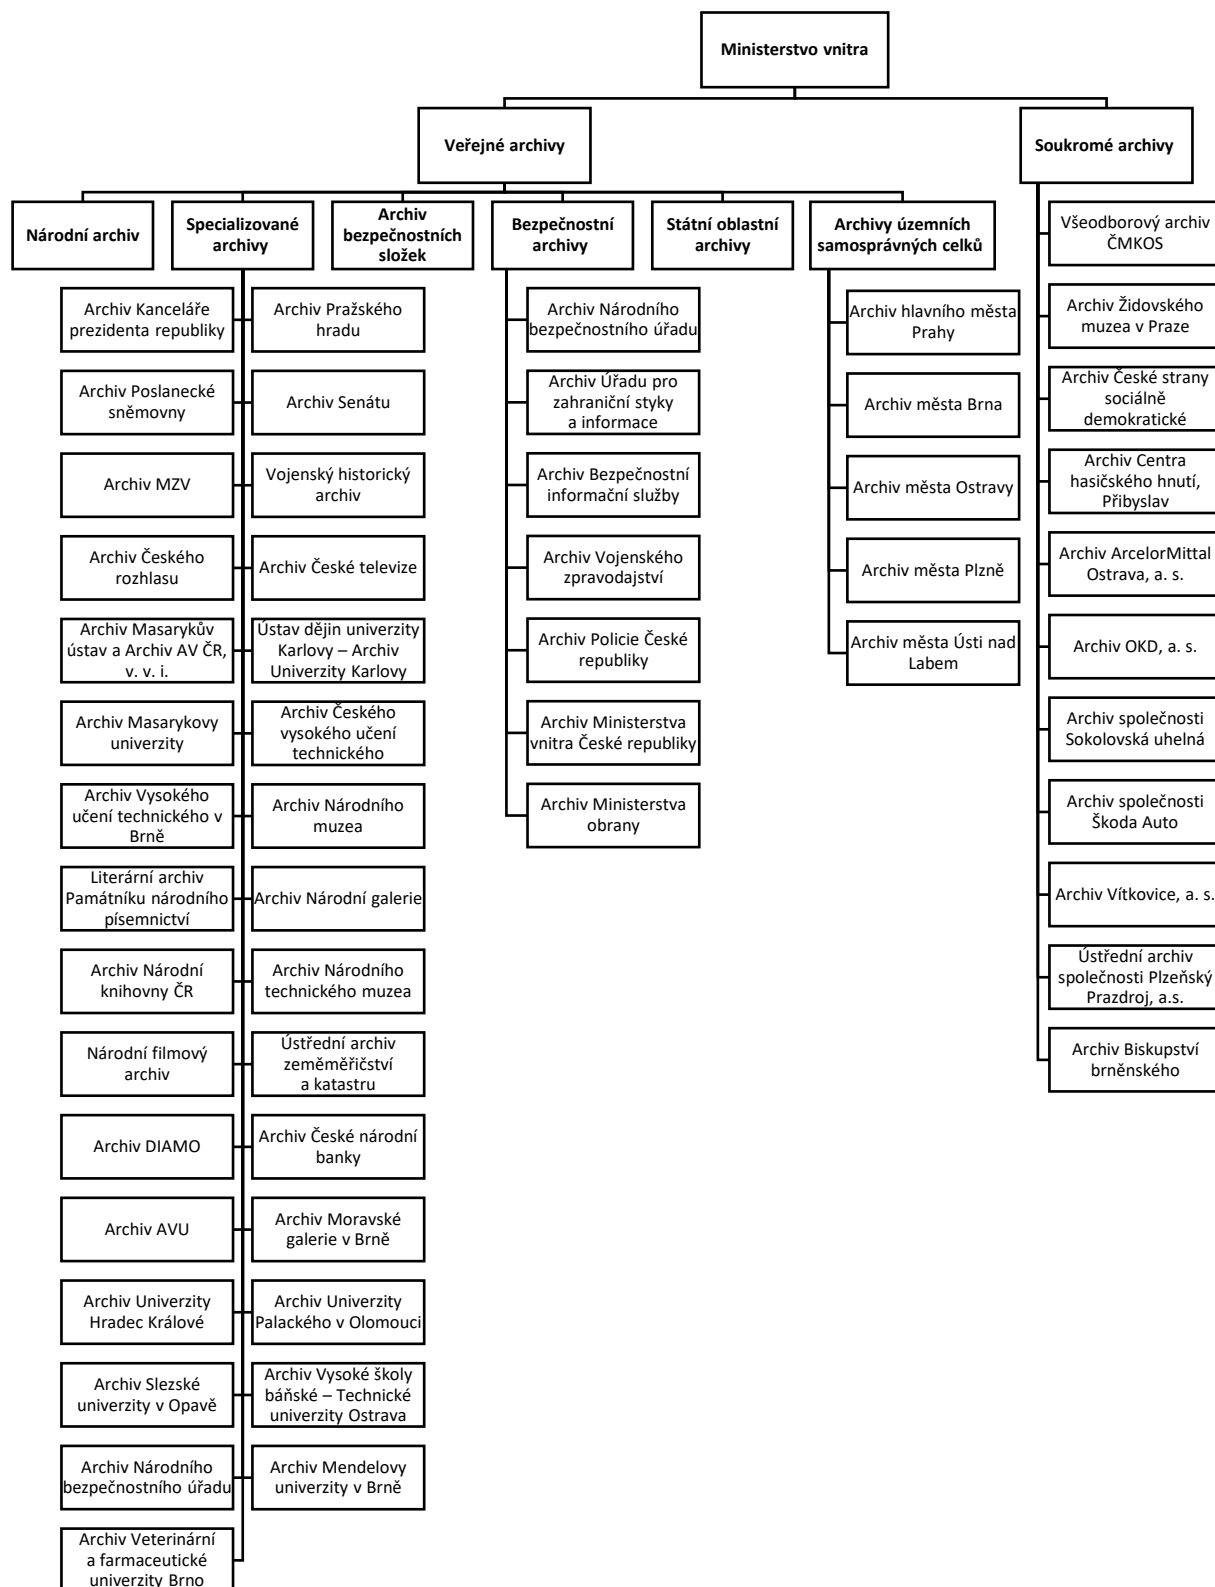 Ministerstvo vnitra
Veřejné archivy
Soukromé archivy
Národní archiv
Specializované
archivy
Archiv
bezpečnostních
složek
Bezpečnostní
archivy
Státní oblastní
archivy
Archivy územních
samosprávných celků
Archiv Kanceláře
prezidenta republiky
Archiv Pražského
hradu
Archiv Poslanecké
sněmovny
Archiv Senátu
Archiv MZV
Vojenský historický
archiv
Archiv Českého
rozhlasu
Archiv České televize
Archiv Masarykův
ústav a Archiv AV ČR,
v. v. i.
Ústav dějin univerzity
Karlovy – Archiv
Univerzity Karlovy
Archiv Masarykovy
univerzity
Archiv Českého
vysokého učení
technického
Archiv Vysokého
učení technického v
Brně
Archiv Národního
muzea
Literární archiv
Památníku národního
písemnictví
Archiv Národní galerie
Archiv Národní
knihovny ČR
Archiv Národního
technického muzea
Národní filmový
archiv
Ústřední archiv
zeměměřičství
a katastru
Archiv DIAMO
Archiv České národní
banky
Archiv AVU
Archiv Moravské
galerie v Brně
Archiv Univerzity
Hradec Králové
Archiv Univerzity
Palackého v Olomouci
Archiv Slezské
univerzity v Opavě
Archiv Vysoké školy
báňské – Technické
univerzity Ostrava
Archiv Národního
bezpečnostního úřadu
Archiv Mendelovy
univerzity v Brně
Archiv Veterinární
a farmaceutické
univerzity Brno
Archiv Národního
bezpečnostního úřadu
Archiv Úřadu pro
zahraniční styky
a informace
Archiv Bezpečnostní
informační služby
Archiv Vojenského
zpravodajství
Archiv Policie České
republiky
Archiv Ministerstva
vnitra České republiky
Archiv Ministerstva
obrany
Archiv hlavního města
Prahy
Archiv města Brna
Archiv města Ostravy
Archiv města Plzně
Archiv města Ústi nad
Labem
Všeodborový archiv
ČMKOS
Archiv Židovského
muzea v Praze
Archiv České strany
sociálně
demokratické
Archiv Centra
hasičského hnutí,
Přibyslav
Archiv ArcelorMittal
Ostrava, a. s.
Archiv OKD, a. s.
Archiv společnosti
Sokolovská uhelná
Archiv společnosti
Škoda Auto
Archiv Vítkovice, a. s.
Ústřední archiv
společnosti Plzeňský
Prazdroj, a.s.
Archiv Biskupství
brněnského